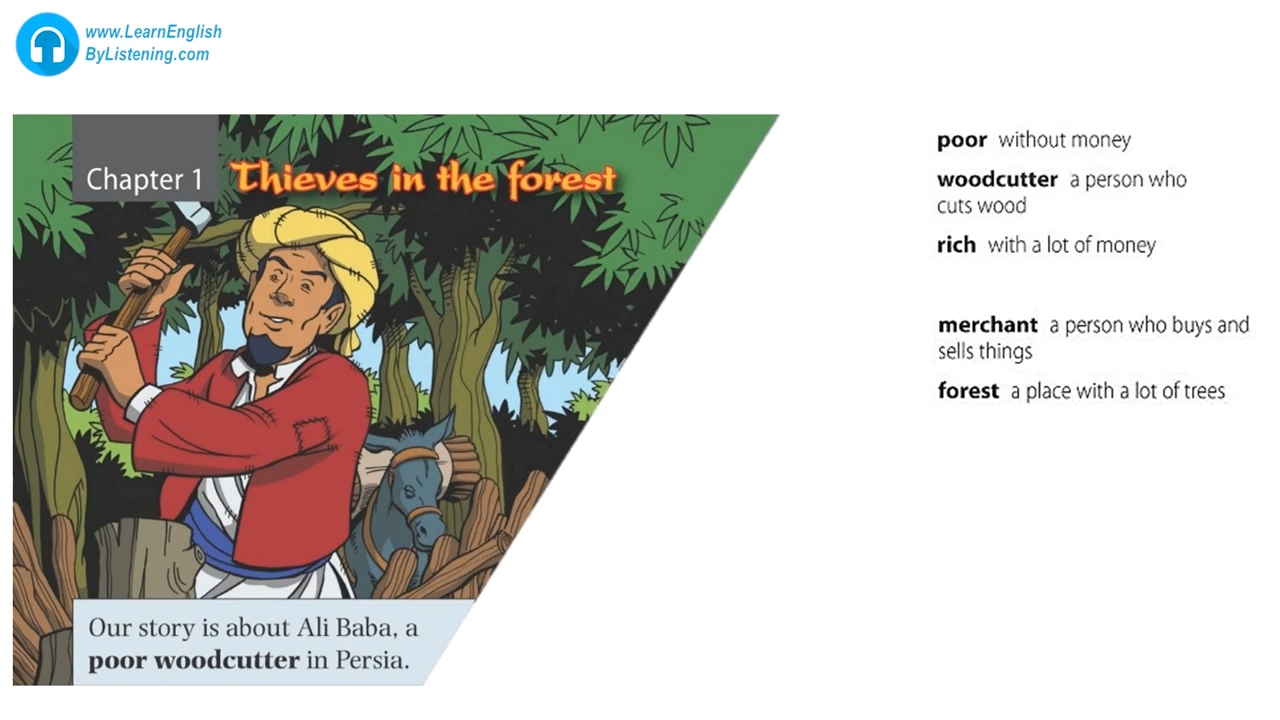 www.LearnEnglish
ByListening.com
Chapter 1
Thieves in the forest
Our story is about Ali Baba, a
poor woodcutter in Persia.
poor without money
woodcutter a person who
cuts wood
rich with a lot of money
merchant a person who buys and
sells things
forest a place with a lot of trees